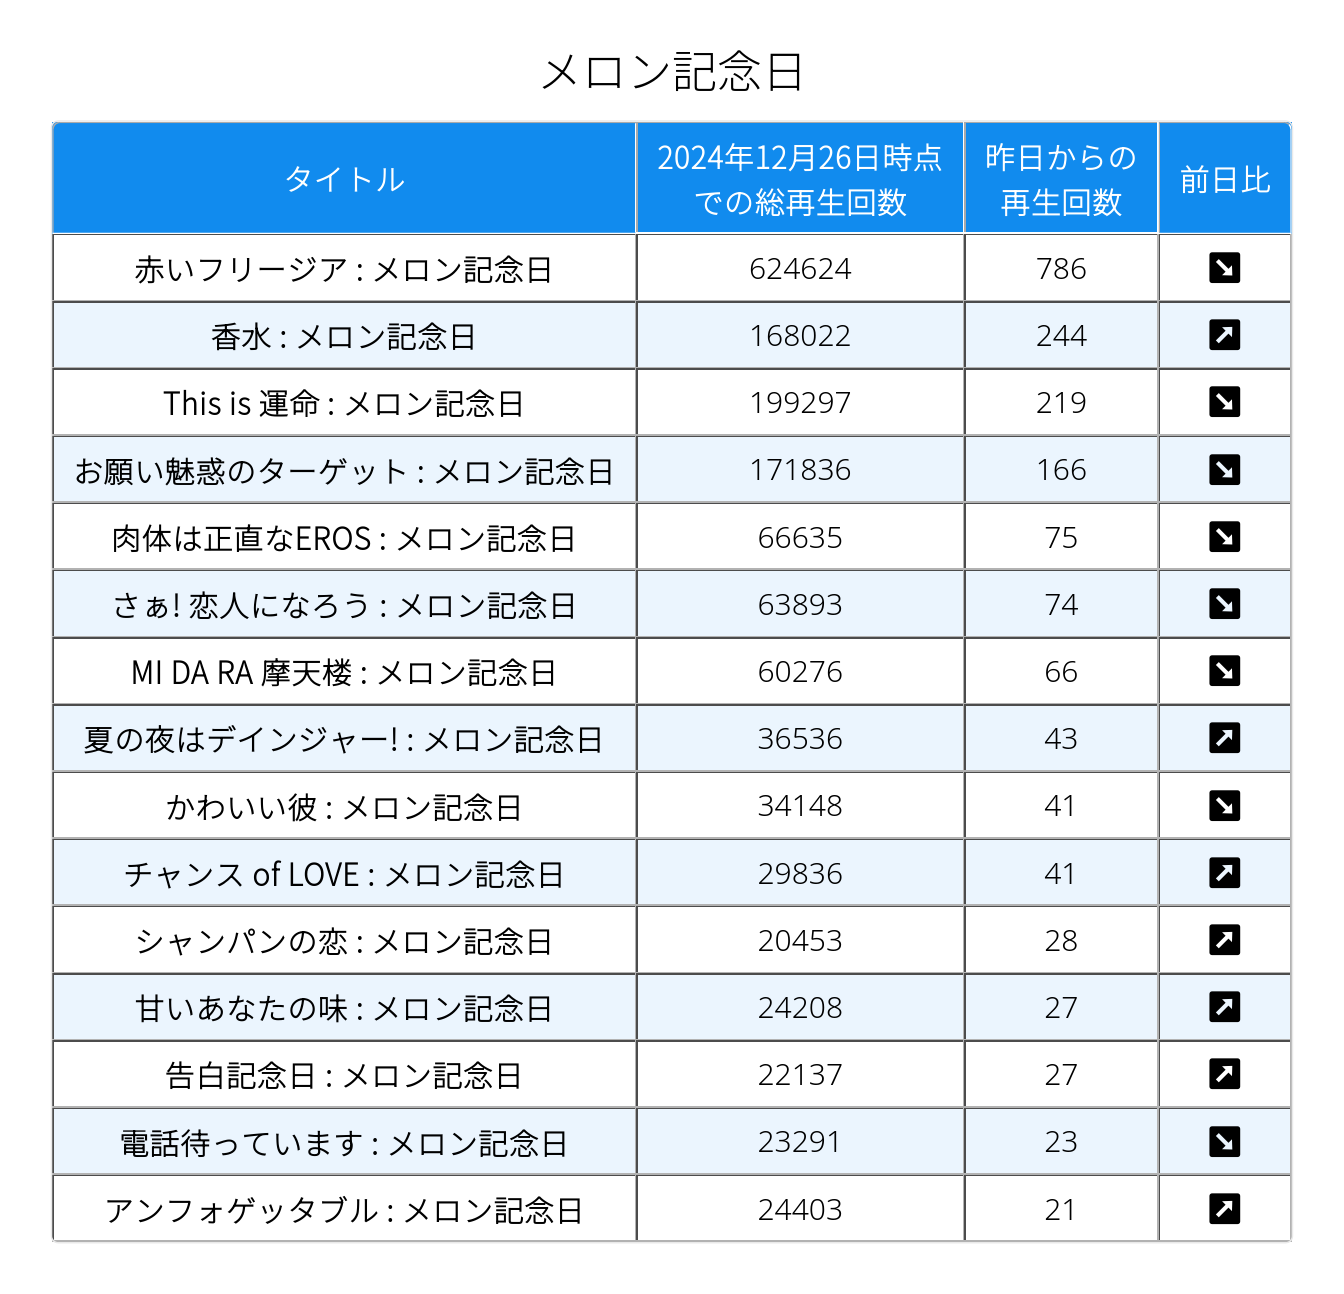 メロン記念日
タイトル
2024年12月26日時点
での総再生回数
昨日からの
再生回数
前日比
赤いフリージア : メロン記念日 624624 786 ↘
香水 : メロン記念日 168022 244 ↗
This is 運命 : メロン記念日 199297 219 ↘
お願い魅惑のターゲット : メロン記念日 171836 166 ↘
肉体は正直なEROS : メロン記念日 66635 75 ↘
さぁ! 恋人になろう : メロン記念日 63893 74 ↘
MI DA RA 摩天楼 : メロン記念日 60276 66 ↘
夏の夜はデインジャー! : メロン記念日 36536 43 ↗
かわいい彼 : メロン記念日 34148 41 ↘
チャンス of LOVE : メロン記念日 29836 41 ↗
シャンパンの恋 : メロン記念日 20453 28 ↗
甘いあなたの味 : メロン記念日 24208 27 ↗
告白記念日 : メロン記念日 22137 27 ↗
電話待っています : メロン記念日 23291 23 ↘
アンフォゲッタブル : メロン記念日 24403 21 ↗